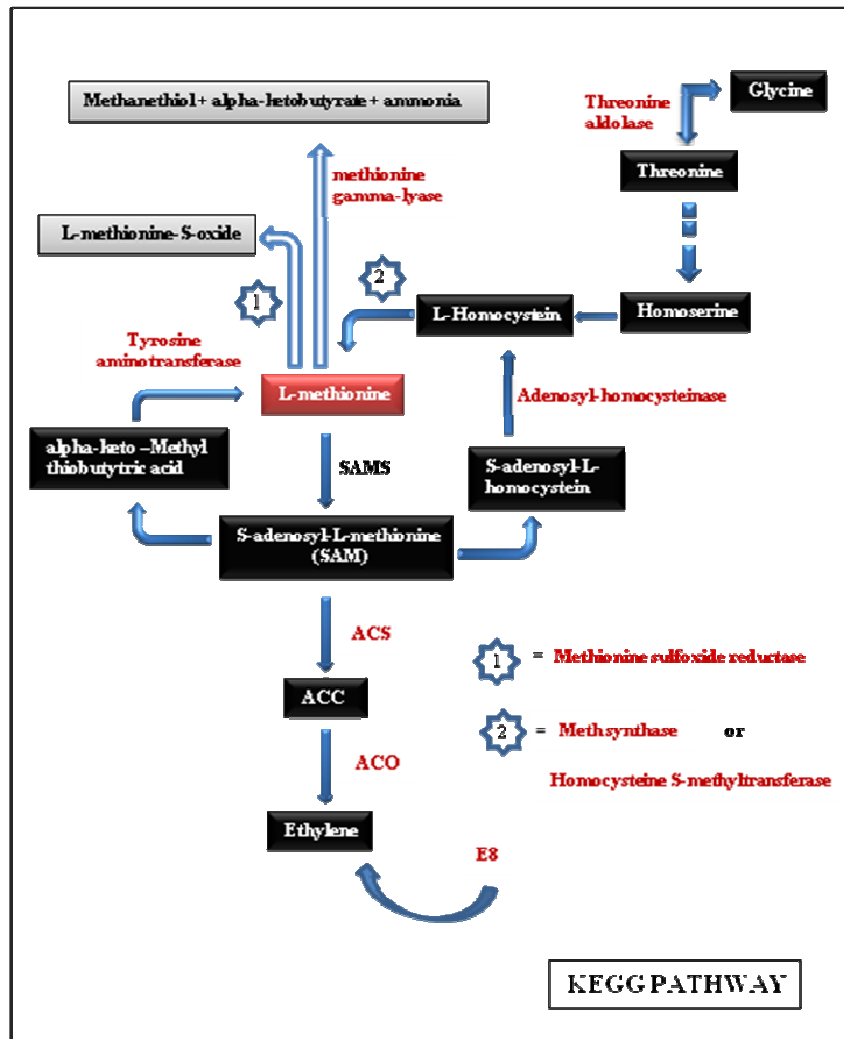 Methanethiol + alpha-ketobutyrate + ammonia
Threonine
aldolase
Glycine
Threonine
methionine
gamma-lyase
L-methionine-S-oxide
1
2
L-Homocystein
Homoserine
Tyrosine
aminotransferase
L-methionine
Adenosyl-homocysteinase
alpha-keto –Methyl
thiobutytric acid
SAMS
S-adenosyl-L-
homocystein
S-adenosyl-L-methionine
(SAM)
ACS
1 = Methionine sulfoxide reductase
ACC
2 = Meth synthase or
Homocysteine S-methyltransferase
ACO
Ethylene
E8
KEGG PATHWAY